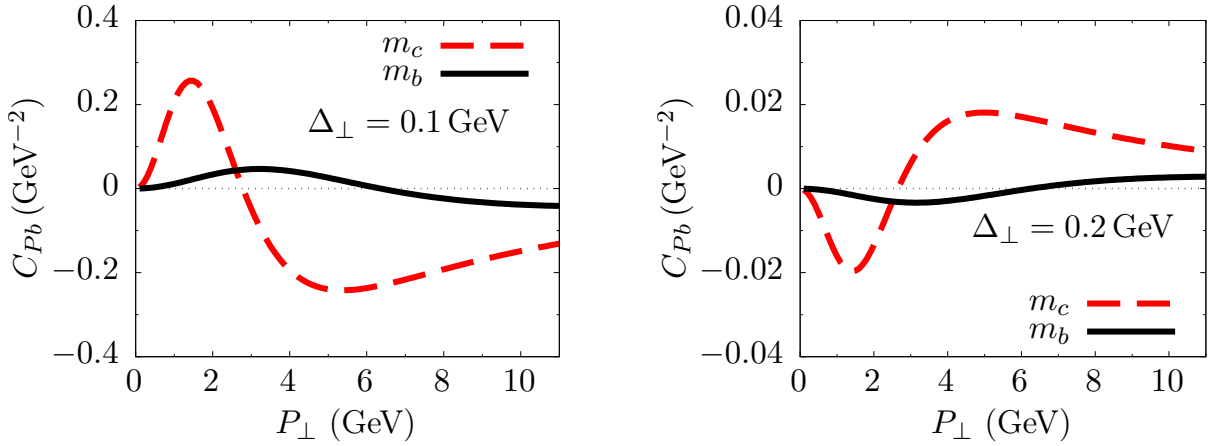 0.4
0.2
0
−0.2
−0.4
C_{Pb} (GeV^{−2})
m_c
m_b
Δ_⊥ = 0.1 GeV
0 2 4 6 8 10
P_⊥ (GeV)
0.04
0.02
0
−0.02
−0.04
C_{Pb} (GeV^{−2})
Δ_⊥ = 0.2 GeV
m_c
m_b
0 2 4 6 8 10
P_⊥ (GeV)